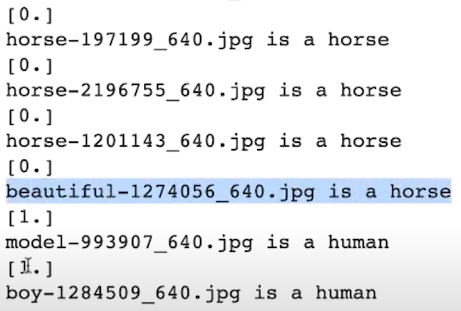 [0.]
horse-197199_640.jpg is a horse
[0.]
horse-2196755_640.jpg is a horse
[0.]
horse-1201143_640.jpg is a horse
[0.]
beautiful-1274056_640.jpg is a horse
[1.]
model-993907_640.jpg is a human
[1.]
boy-1284509_640.jpg is a human